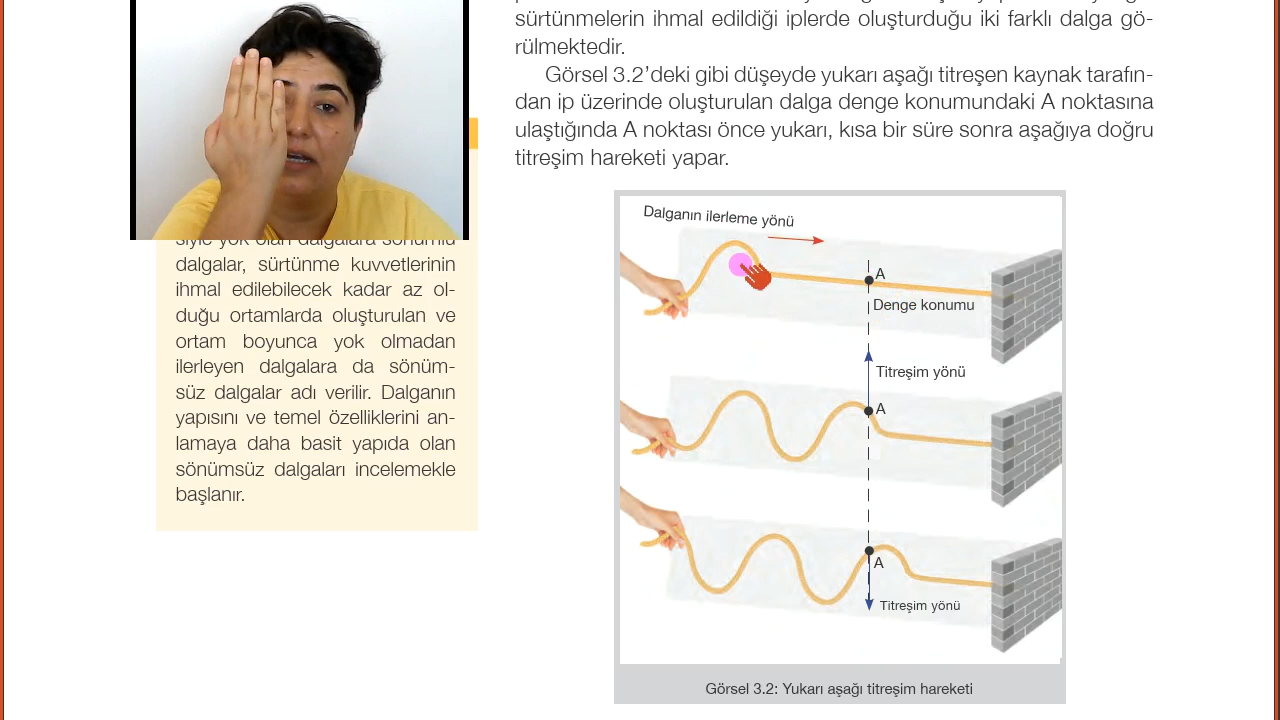 sürtünmelerin ihmal edildiği iplerde oluşturduğu iki farklı dalga gö-
rülmektedir.
Görsel 3.2’deki gibi düşeyde yukarı aşağı titreşen kaynak tarafın-
dan ip üzerinde oluşturulan dalga denge konumundaki A noktasına
ulaştığında A noktası önce yukarı, kısa bir süre sonra aşağıya doğru
titreşim hareketi yapar.
siyle yok olan dalgalara sönümlü
dalgalar, sürtünme kuvvetlerinin
ihmal edilebilecek kadar az ol-
duğu ortamlarda oluşturulan ve
ortam boyunca yok olmadan
ilerleyen dalgalara da sönüm-
süz dalgalar adı verilir. Dalganın
yapısını ve temel özelliklerini an-
lamaya daha basit yapıda olan
sönümsüz dalgaları incelemekle
başlanır.
Dalganın ilerleme yönü
A
Denge konumu
Titreşim yönü
A
A
Titreşim yönü
Görsel 3.2: Yukarı aşağı titreşim hareketi